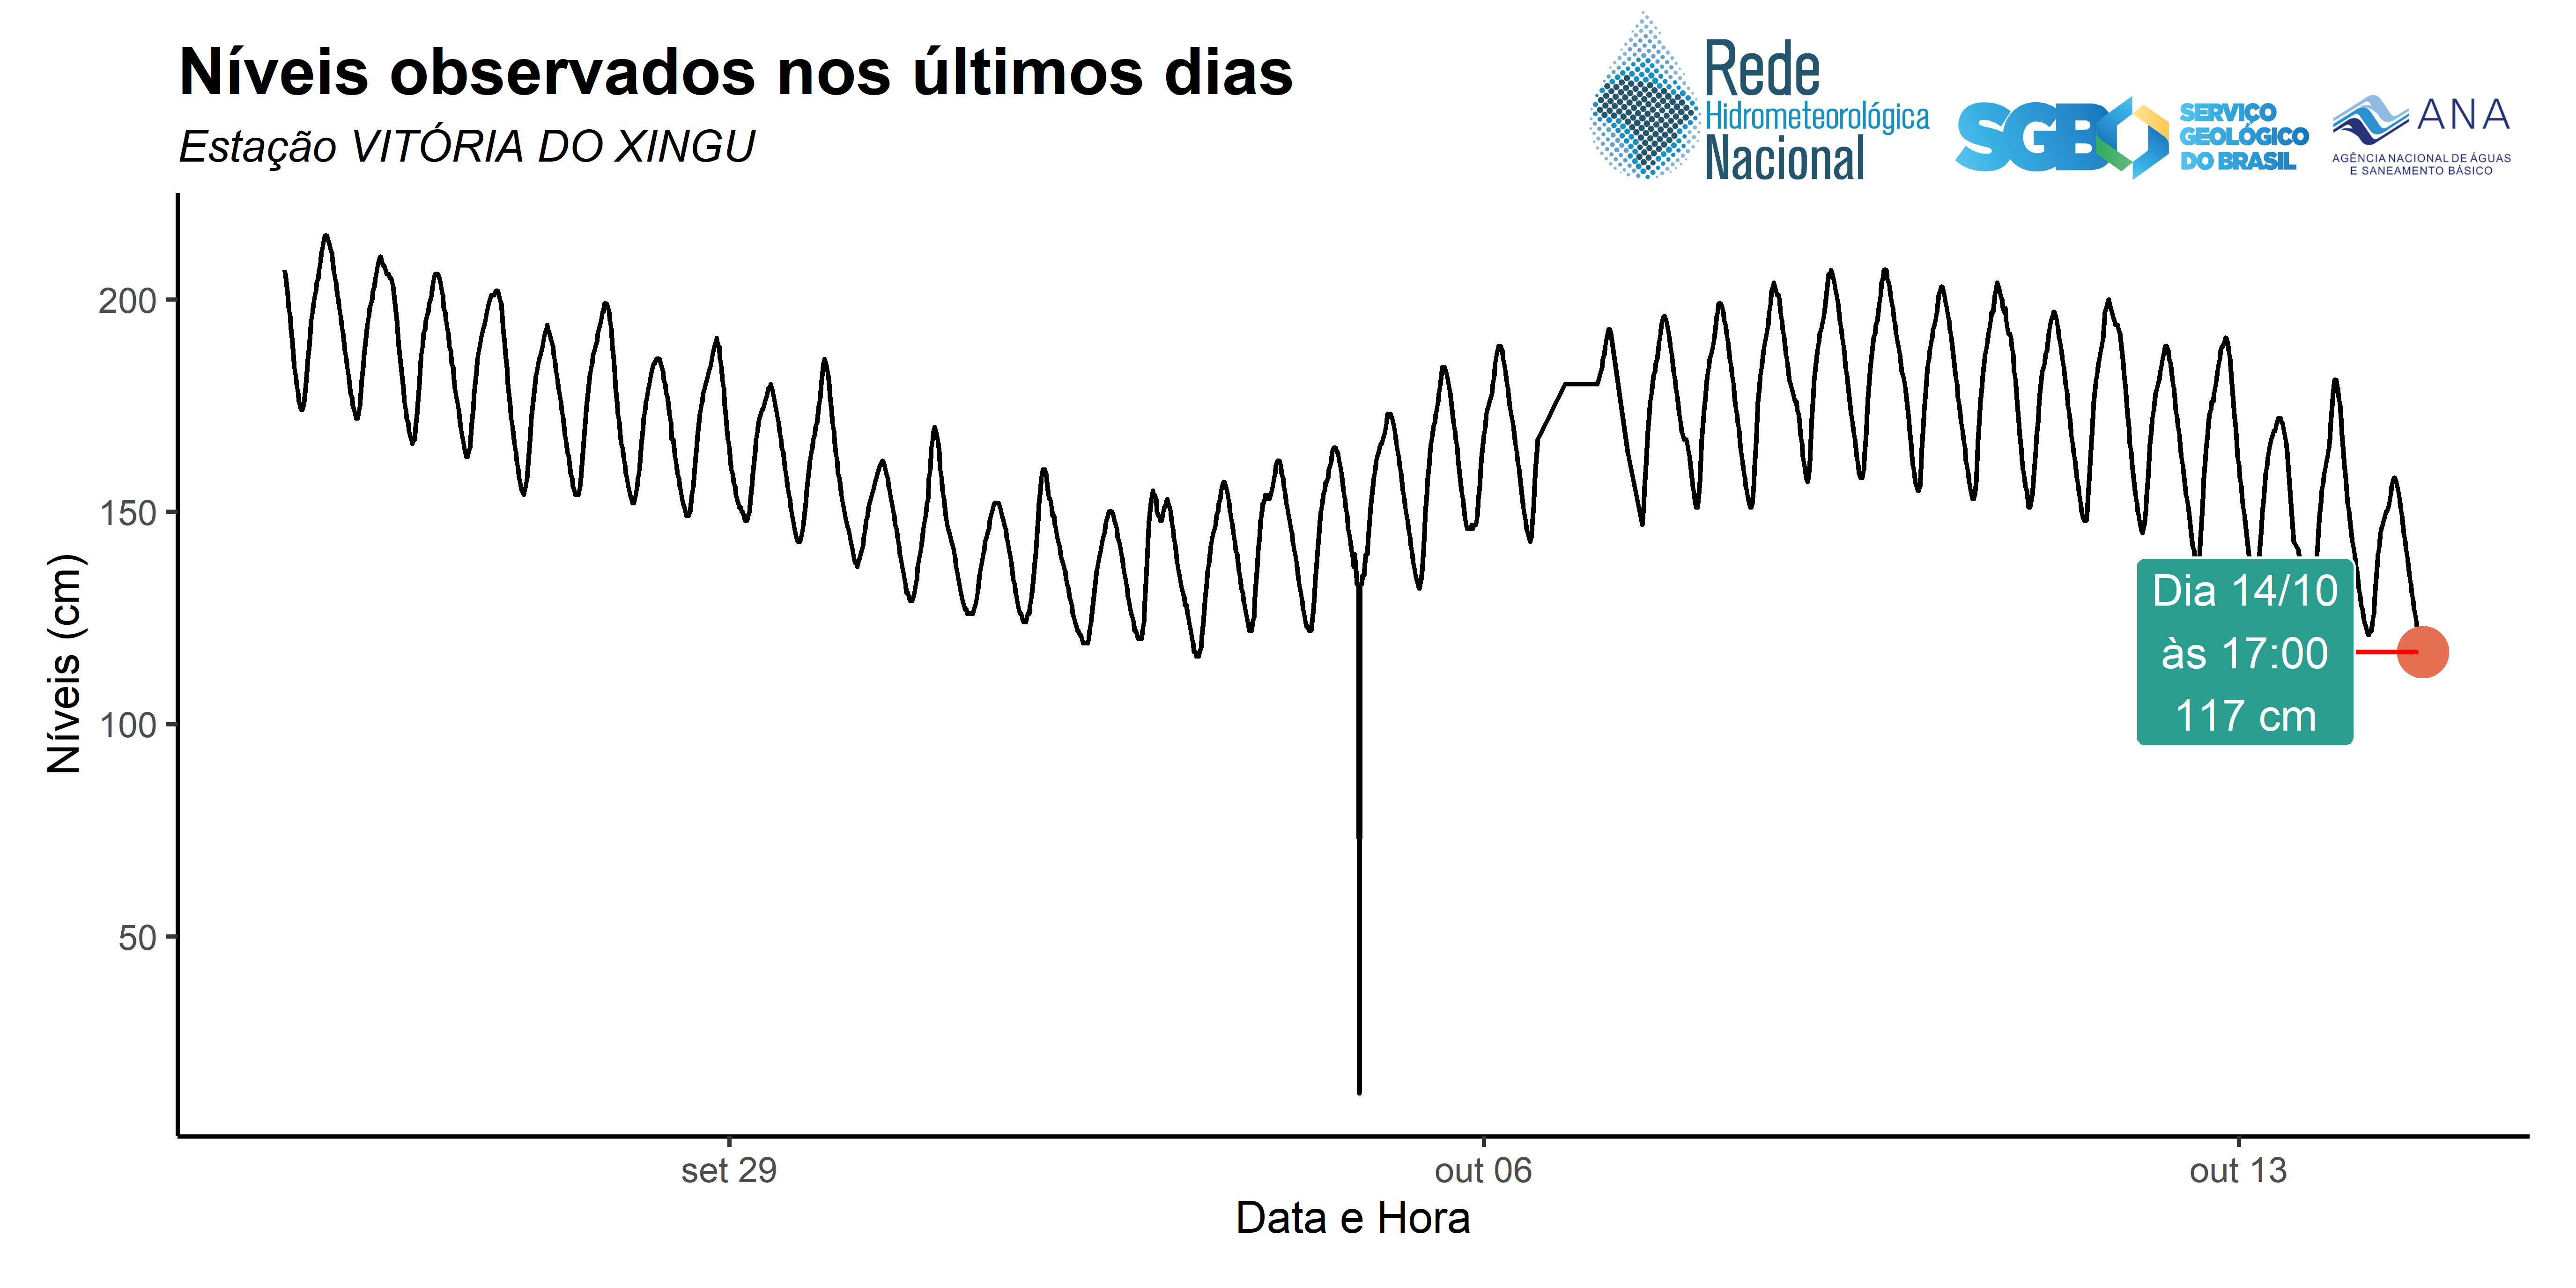 Níveis observados nos últimos dias
Estação VITÓRIA DO XINGU
Rede
Hidrometeorológica
Nacional
SGB
SERVIÇO
GEOLÓGICO
DO BRASIL
ANA
AGÊNCIA NACIONAL DE ÁGUAS
E SANEAMENTO BÁSICO
Níveis (cm)
200
150
100
50
Dia 14/10
às 17:00
117 cm
set 29
out 06
out 13
Data e Hora